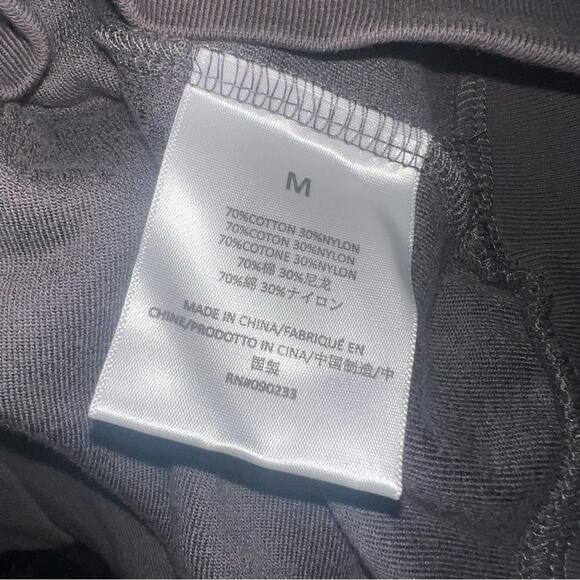 M
70%COTTON 30%NYLON
70%COTON 30%NYLON
70%COTONE 30%NYLON
70%棉 30%尼龙
70%綿 30%ナイロン
MADE IN CHINA/FABRIQUÉ EN
CHINE/PRODOTTO IN CINA/中国制造/中
国製
RN#090233